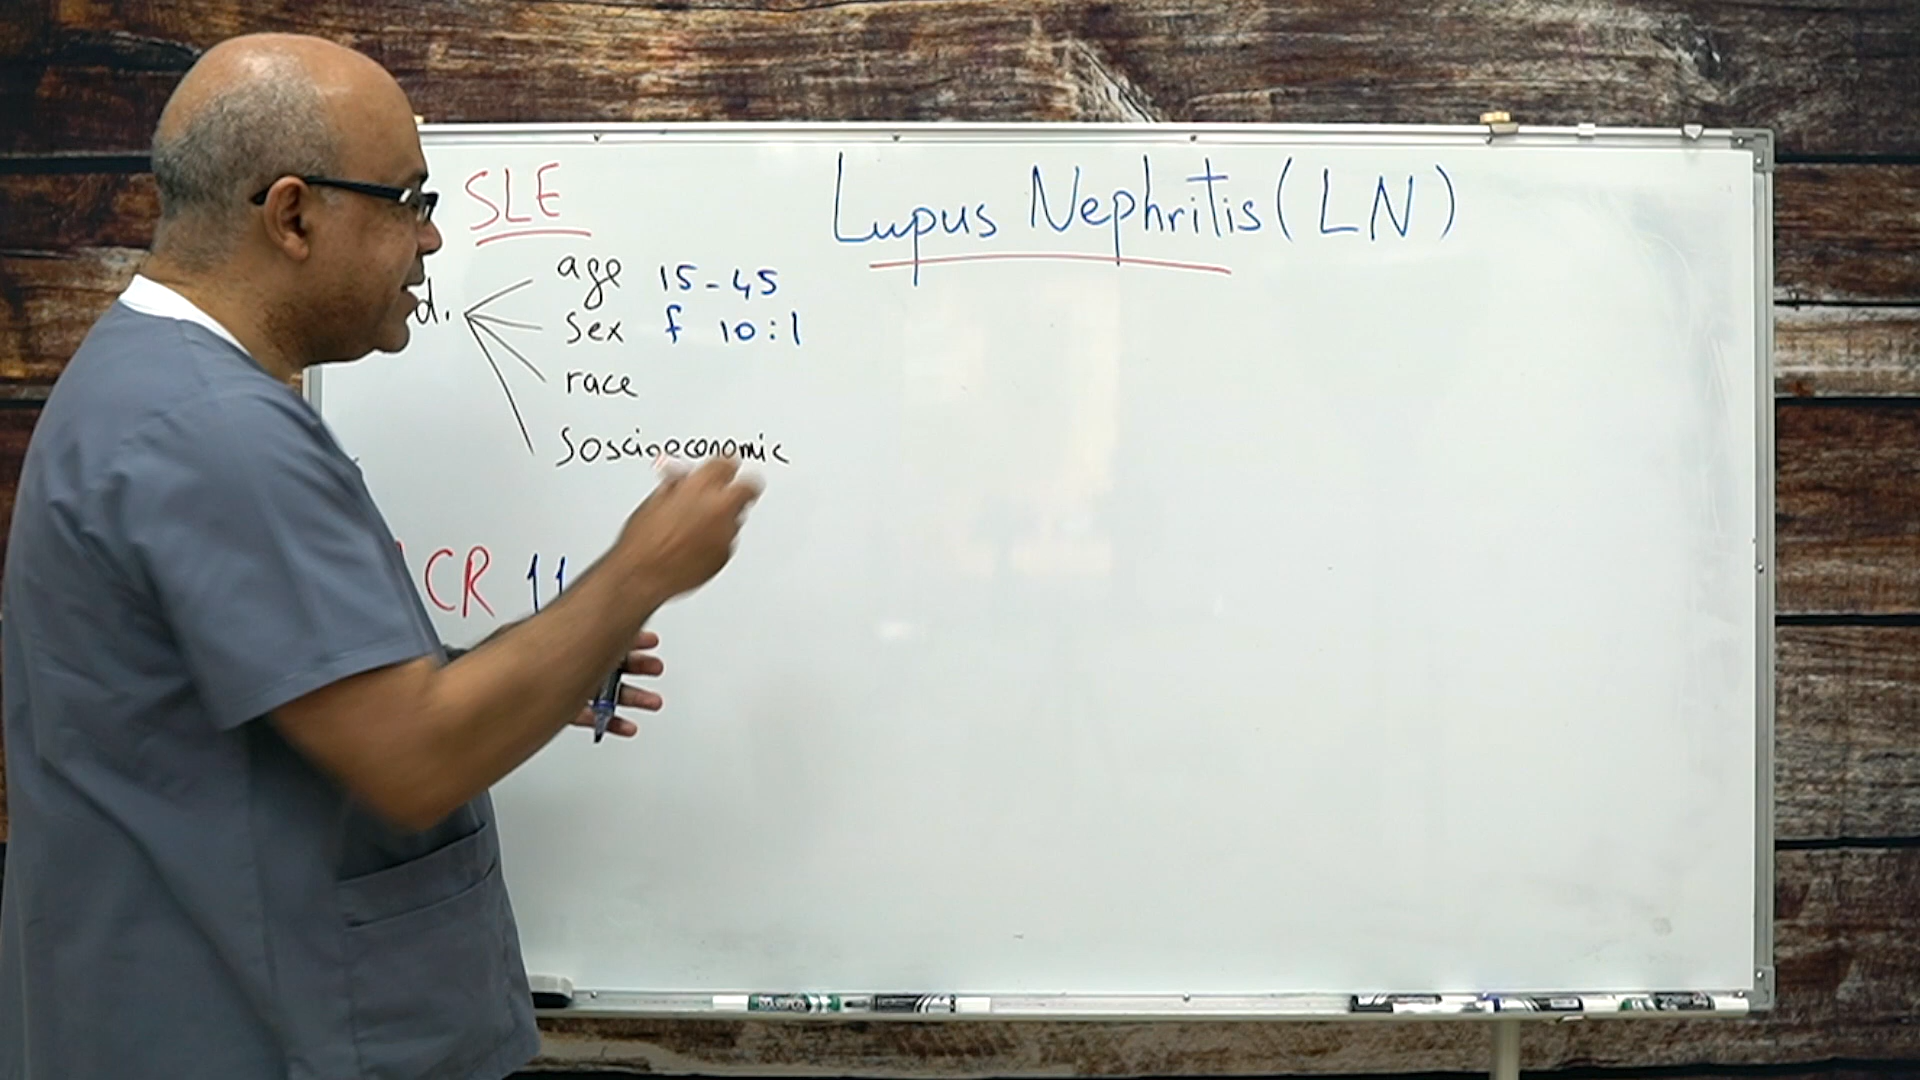 SLE
Lupus Nephritis (LN)
age 15-45
d.
Sex f 10:1
race
Soscioeconomic
CR 11